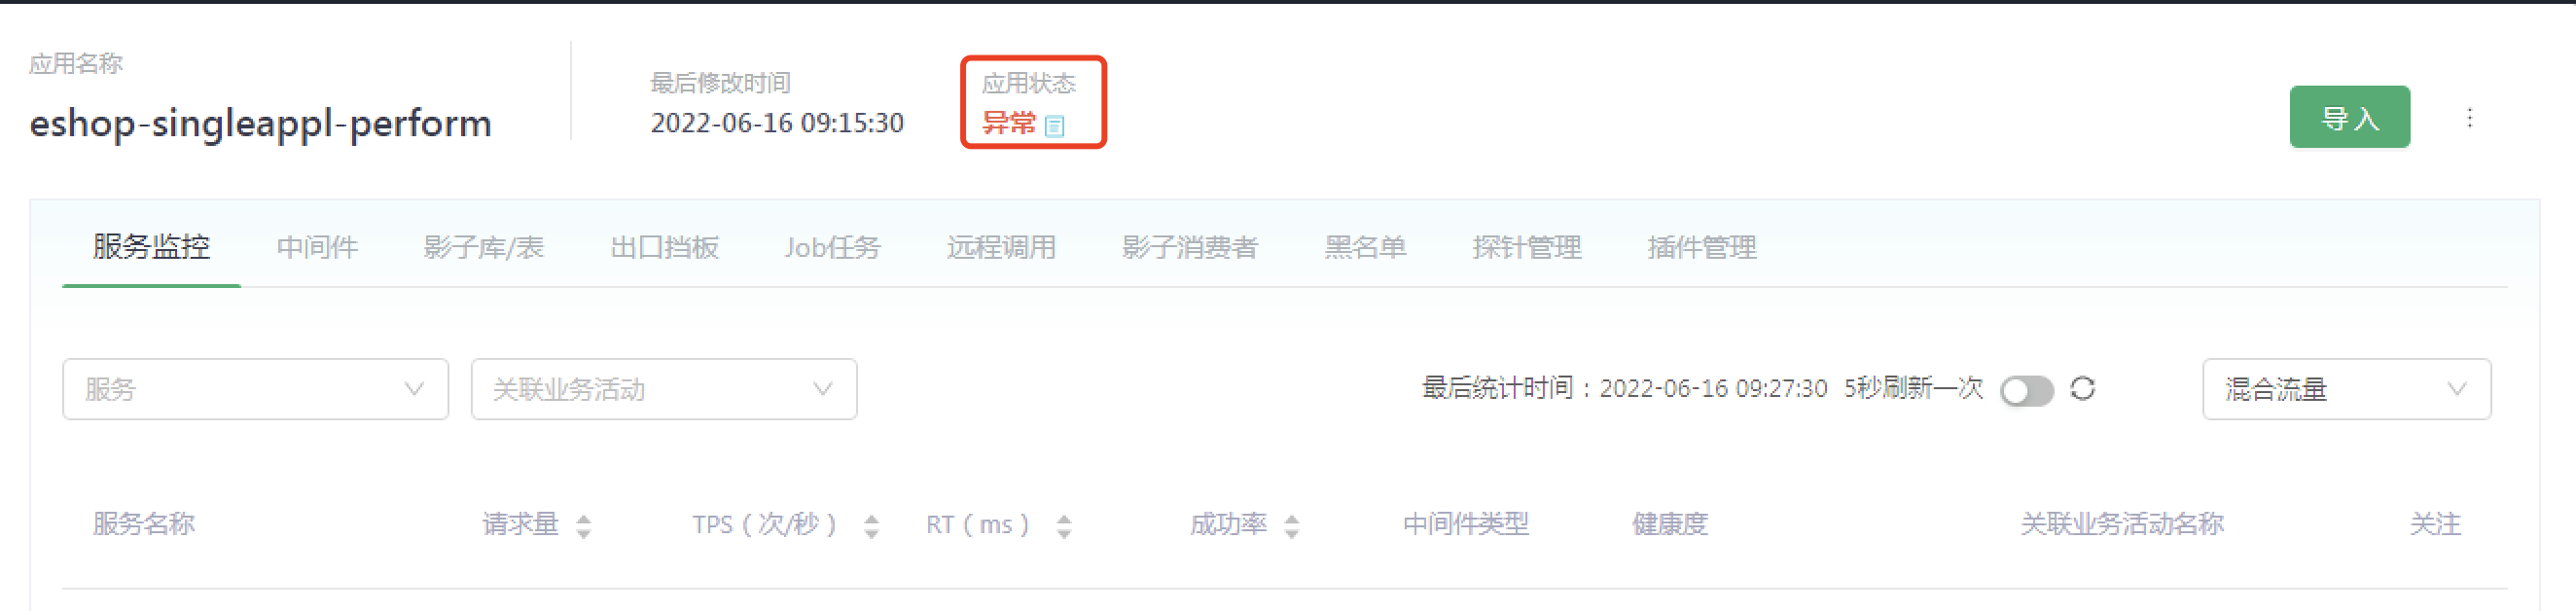 应用名称
eshop-singleappl-perform
最后修改时间
2022-06-16 09:15:30
应用状态
异常
导入
服务监控 中间件 影子库/表 出口挡板 Job任务 远程调用 影子消费者 黑名单 探针管理 插件管理
服务 关联业务活动 最后统计时间：2022-06-16 09:27:30 5秒刷新一次 混合流量
服务名称 请求量 TPS（次/秒） RT（ms） 成功率 中间件类型 健康度 关联业务活动名称 关注